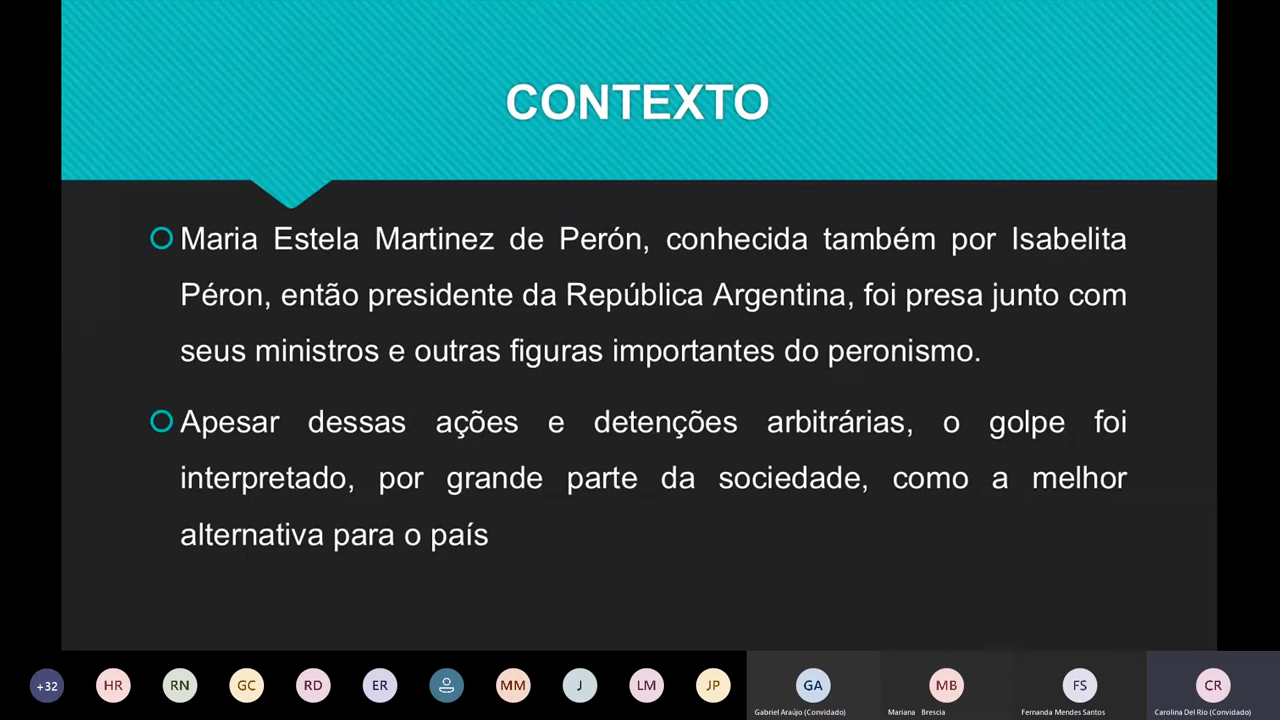 CONTEXTO
Maria Estela Martinez de Perón, conhecida também por Isabelita
Péron, então presidente da República Argentina, foi presa junto com
seus ministros e outras figuras importantes do peronismo.
Apesar dessas ações e detenções arbitrárias, o golpe foi
interpretado, por grande parte da sociedade, como a melhor
alternativa para o país
+32 HR RN GC RD ER MM J LM JP GA MB FS CR
Gabriel Araújo (Convidado) Mariana Brescia Fernanda Mendes Santos Carolina Del Rio (Convidado)